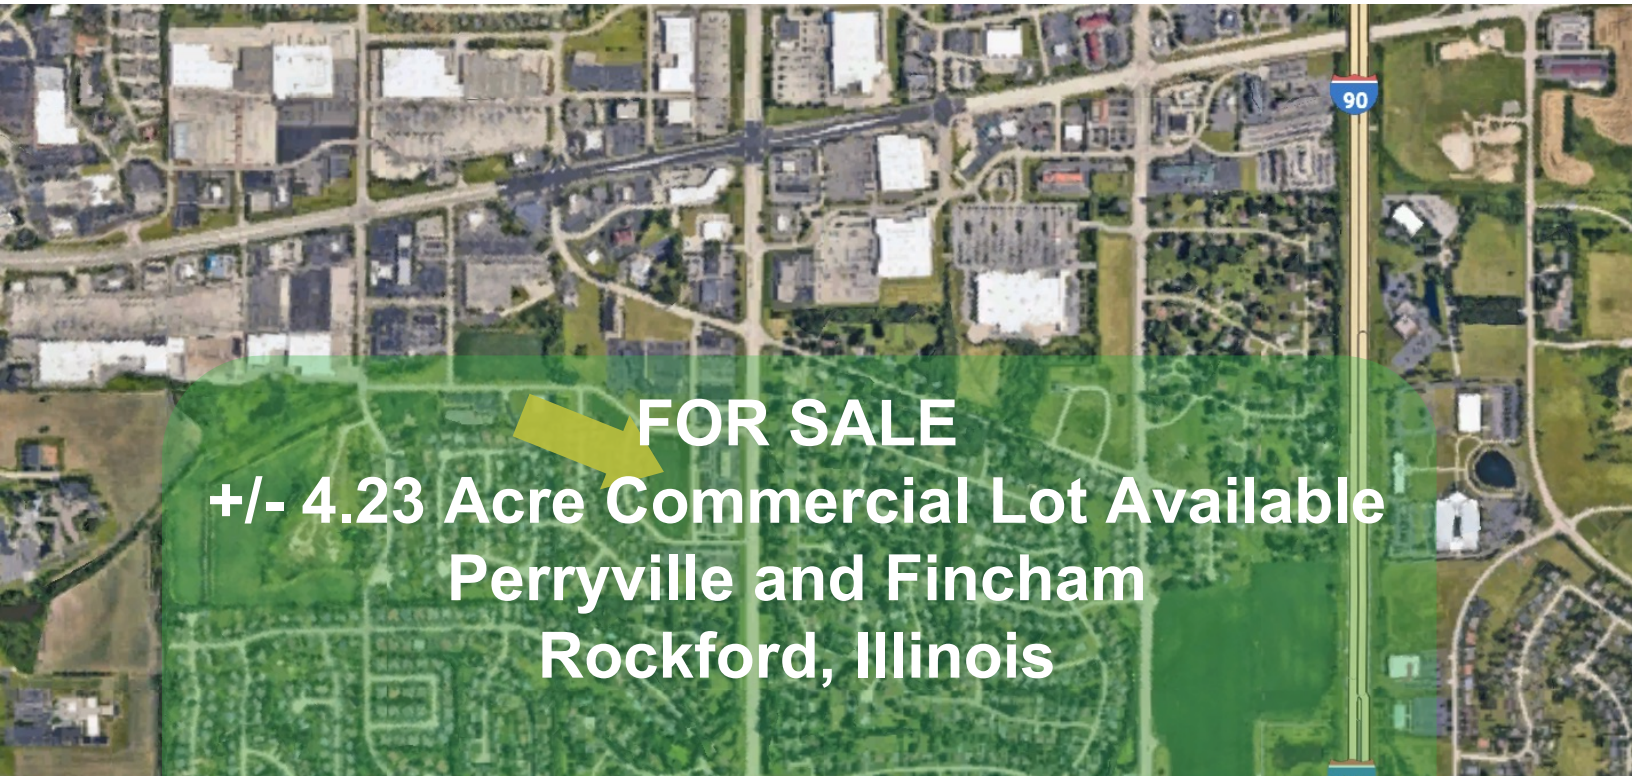 90
FOR SALE
+/- 4.23 Acre Commercial Lot Available
Perryville and Fincham
Rockford, Illinois